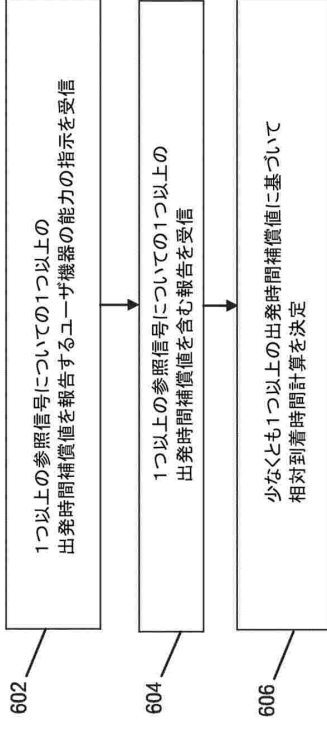 602
1つ以上の参照信号についての1つ以上の
出発時間補償値を報告するユーザ機器の能力の指示を受信
604
1つ以上の参照信号についての1つ以上の
出発時間補償値を含む報告を受信
606
少なくとも1つ以上の出発時間補償値に基づいて
相対到着時間計算を決定